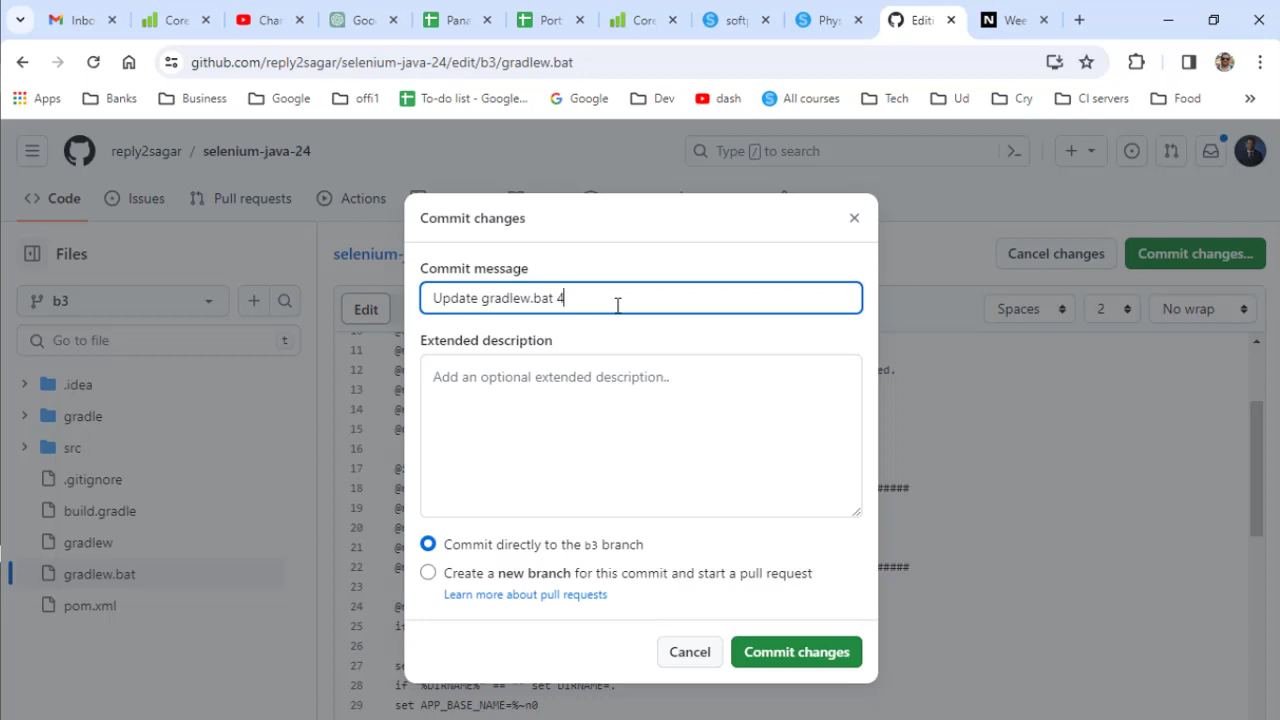 Inbo
Core
Cha
Goo
Pana
Port
Core
soft
Phys
Editi
Wee
github.com/reply2sagar/selenium-java-24/edit/b3/gradlew.bat
Apps
Banks
Business
Google
offi1
To-do list - Google...
Google
Dev
dash
All courses
Tech
Ud
Cry
CI servers
Food
reply2sagar / selenium-java-24
Type / to search
Code
Issues
Pull requests
Actions
Files
selenium-
Cancel changes
Commit changes...
b3
Edit
Spaces
2
No wrap
Go to file
t
.idea
gradle
src
.gitignore
build.gradle
gradlew
gradlew.bat
pom.xml
11
12
ed.
13
14
15
16
17
18
19
20
21
22
23
24
25
26
27
28 if "%DIRNAME%" == "" set DIRNAME=.
29 set APP_BASE_NAME=%~n0
Commit changes
Commit message
Update gradlew.bat 4
Extended description
Add an optional extended description..
Commit directly to the b3 branch
Create a new branch for this commit and start a pull request
Learn more about pull requests
Cancel
Commit changes